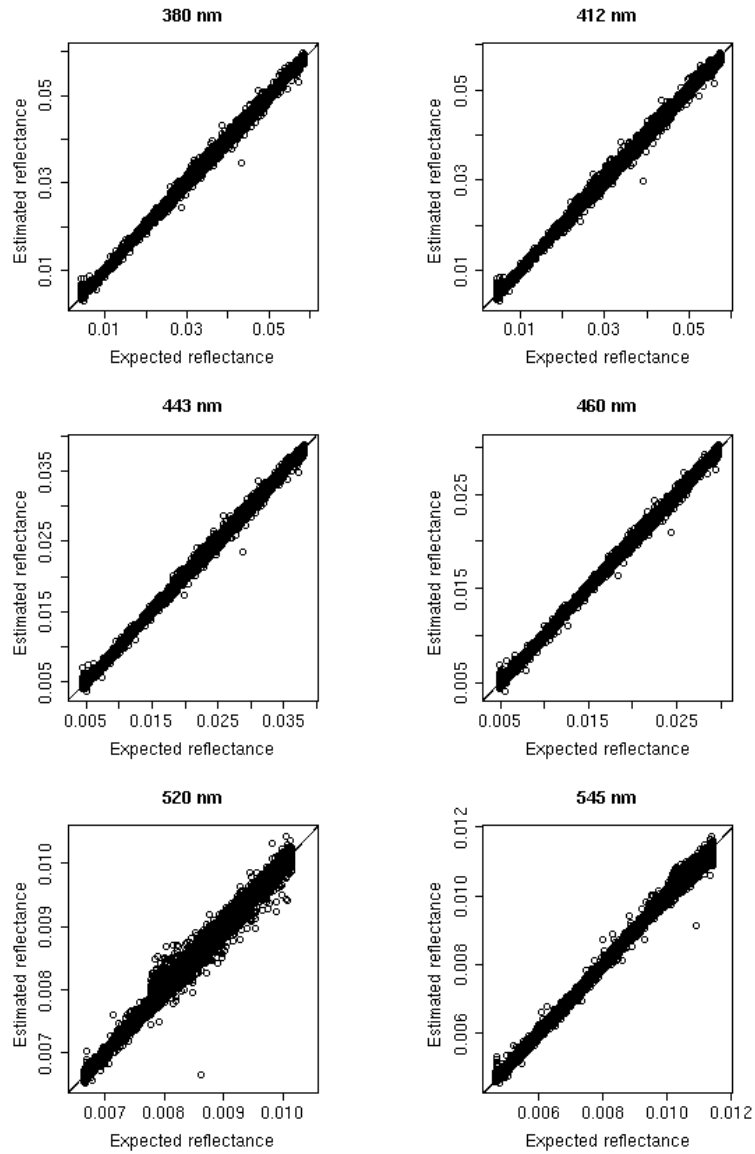 380 nm
Estimated reflectance
0.01 0.03 0.05
0.01 0.03 0.05
Expected reflectance
412 nm
Estimated reflectance
0.01 0.03 0.05
0.01 0.03 0.05
Expected reflectance
443 nm
Estimated reflectance
0.005 0.015 0.025 0.035
0.005 0.015 0.025 0.035
Expected reflectance
460 nm
Estimated reflectance
0.005 0.015 0.025
0.005 0.015 0.025
Expected reflectance
520 nm
Estimated reflectance
0.007 0.008 0.009 0.010
0.007 0.008 0.009 0.010
Expected reflectance
545 nm
Estimated reflectance
0.006 0.008 0.010 0.012
0.006 0.008 0.010 0.012
Expected reflectance